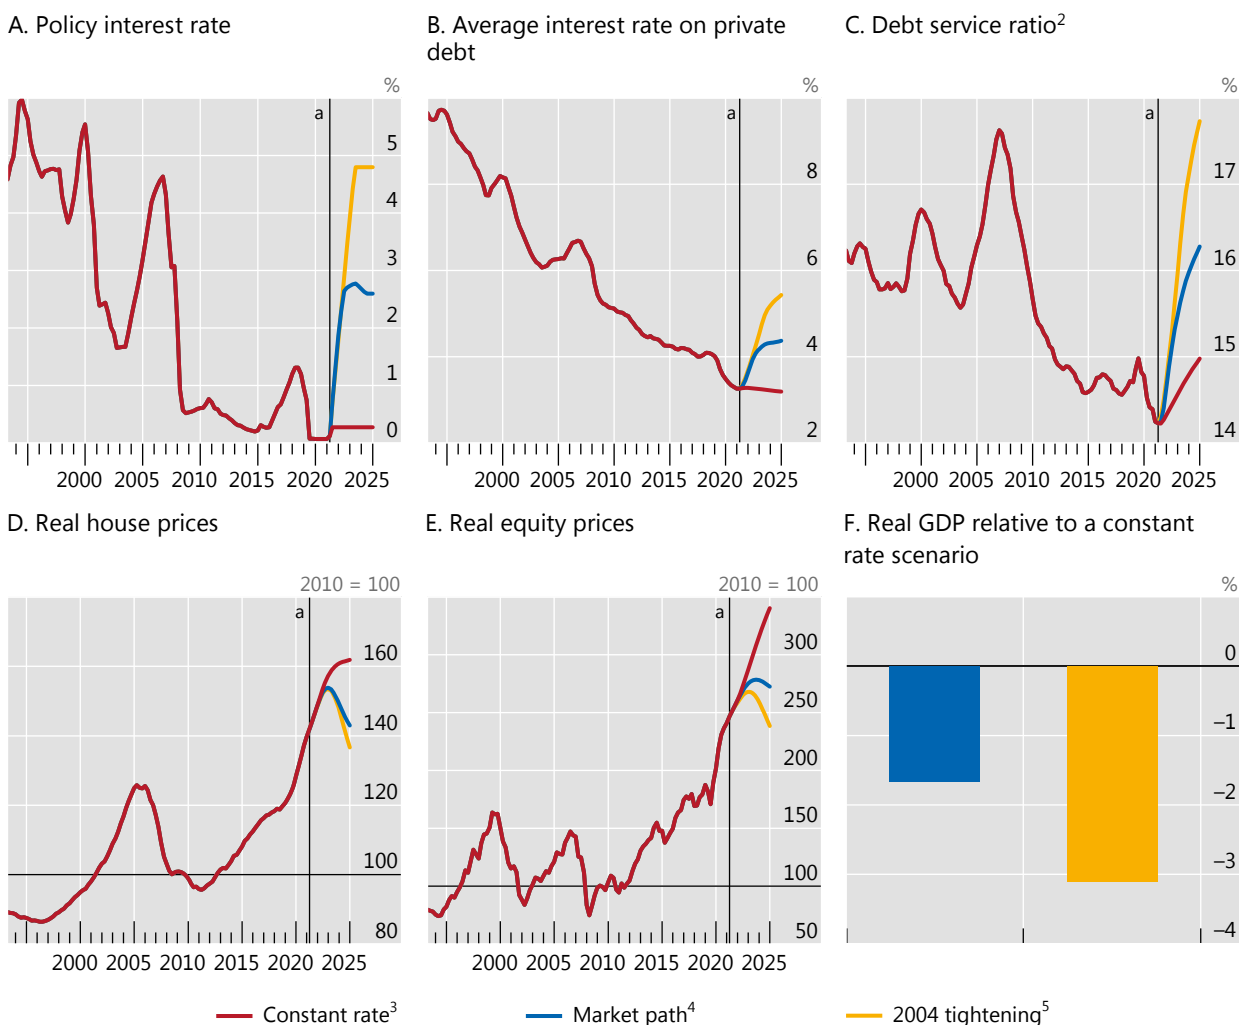 A. Policy interest rate
B. Average interest rate on private
debt
C. Debt service ratio²
%
%
%
a
a
a
5
4
3
2
1
0
8
6
4
2
17
16
15
14
2000 2005 2010 2015 2020 2025
2000 2005 2010 2015 2020 2025
2000 2005 2010 2015 2020 2025
D. Real house prices
E. Real equity prices
F. Real GDP relative to a constant
rate scenario
2010 = 100
2010 = 100
%
a
a
160
140
120
100
80
300
250
200
150
100
50
0
–1
–2
–3
–4
2000 2005 2010 2015 2020 2025
2000 2005 2010 2015 2020 2025
Constant rate³
Market path⁴
2004 tightening⁵